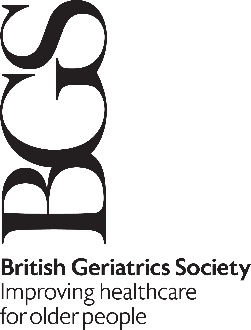 BGS
British Geriatrics Society
Improving healthcare
for older people